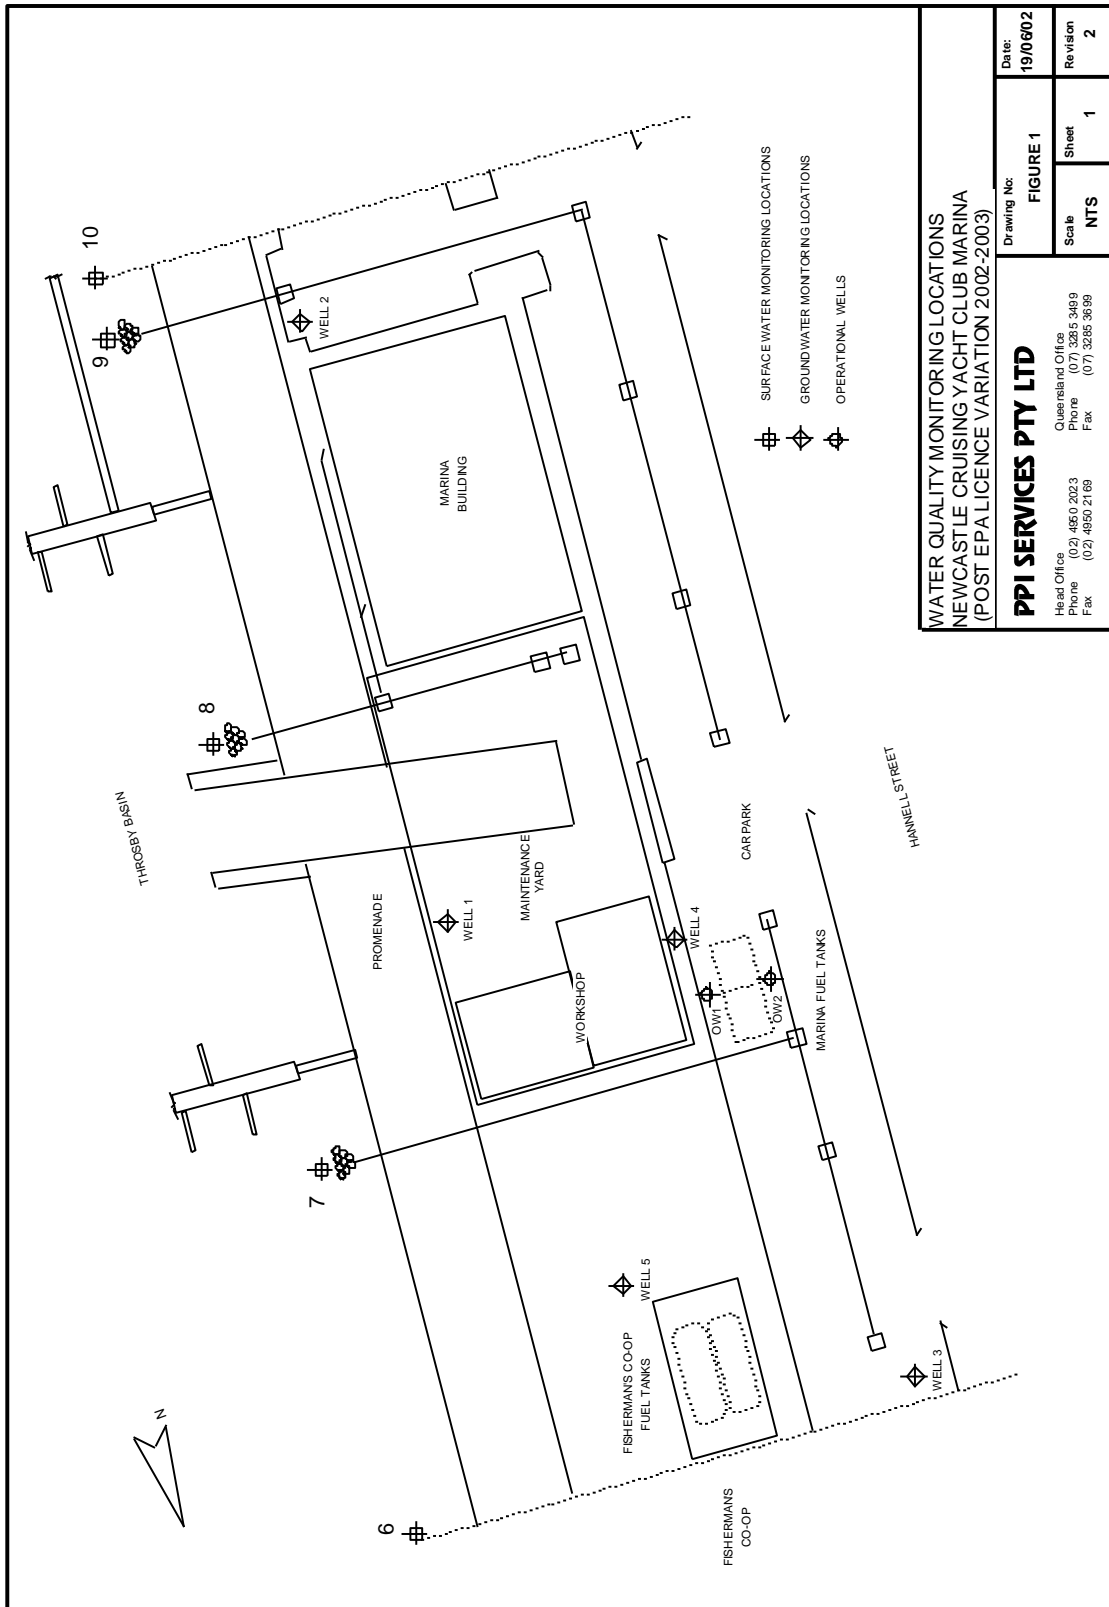 10
9
8
7
6
N
THROSBY BASIN
PROMENADE
WELL 1
WELL 2
MARINA
BUILDING
MAINTENANCE
YARD
WORKSHOP
WELL 4
OW1
OW2
MARINA FUEL TANKS
CAR PARK
HANNELL STREET
WELL 5
FISHERMAN'S CO-OP
FUEL TANKS
WELL 3
FISHERMAN'S
CO-OP
SURFACE WATER MONITORING LOCATIONS
GROUNDWATER MONITORING LOCATIONS
OPERATIONAL WELLS
WATER QUALITY MONITORING LOCATIONS
NEWCASTLE CRUISING YACHT CLUB MARINA
(POST EPA LICENCE VARIATION 2002-2003)
PPI SERVICES PTY LTD
Head Office
Phone (02) 4950 2023
Fax (02) 4950 2169
Queensland Office
Phone (07) 3285 3499
Fax (07) 3285 3699
Drawing No:
FIGURE 1
Date:
19/06/02
Scale
NTS
Sheet
1
Revision
2